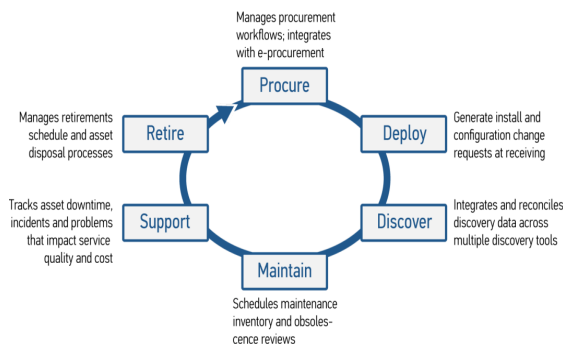 Manages procurement
workflows; integrates
with e-procurement
Procure
Deploy
Generate install and
configuration change
requests at receiving
Discover
Integrates and reconciles
discovery data across
multiple discovery tools
Maintain
Schedules maintenance
inventory and obsoles-
cence reviews
Support
Tracks asset downtime,
incidents and problems
that impact service
quality and cost
Retire
Manages retirements
schedule and asset
disposal processes